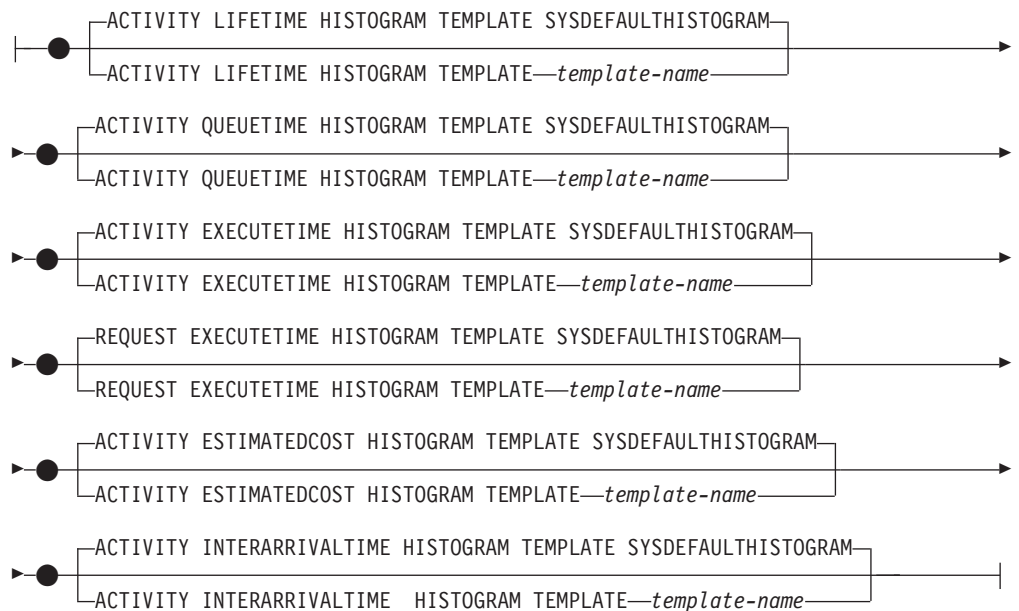 ACTIVITY LIFETIME HISTOGRAM TEMPLATE SYSDEFAULTHISTOGRAM
ACTIVITY LIFETIME HISTOGRAM TEMPLATE template-name
ACTIVITY QUEUETIME HISTOGRAM TEMPLATE SYSDEFAULTHISTOGRAM
ACTIVITY QUEUETIME HISTOGRAM TEMPLATE template-name
ACTIVITY EXECUTETIME HISTOGRAM TEMPLATE SYSDEFAULTHISTOGRAM
ACTIVITY EXECUTETIME HISTOGRAM TEMPLATE template-name
REQUEST EXECUTETIME HISTOGRAM TEMPLATE SYSDEFAULTHISTOGRAM
REQUEST EXECUTETIME HISTOGRAM TEMPLATE template-name
ACTIVITY ESTIMATEDCOST HISTOGRAM TEMPLATE SYSDEFAULTHISTOGRAM
ACTIVITY ESTIMATEDCOST HISTOGRAM TEMPLATE template-name
ACTIVITY INTERARRIVALTIME HISTOGRAM TEMPLATE SYSDEFAULTHISTOGRAM
ACTIVITY INTERARRIVALTIME HISTOGRAM TEMPLATE template-name